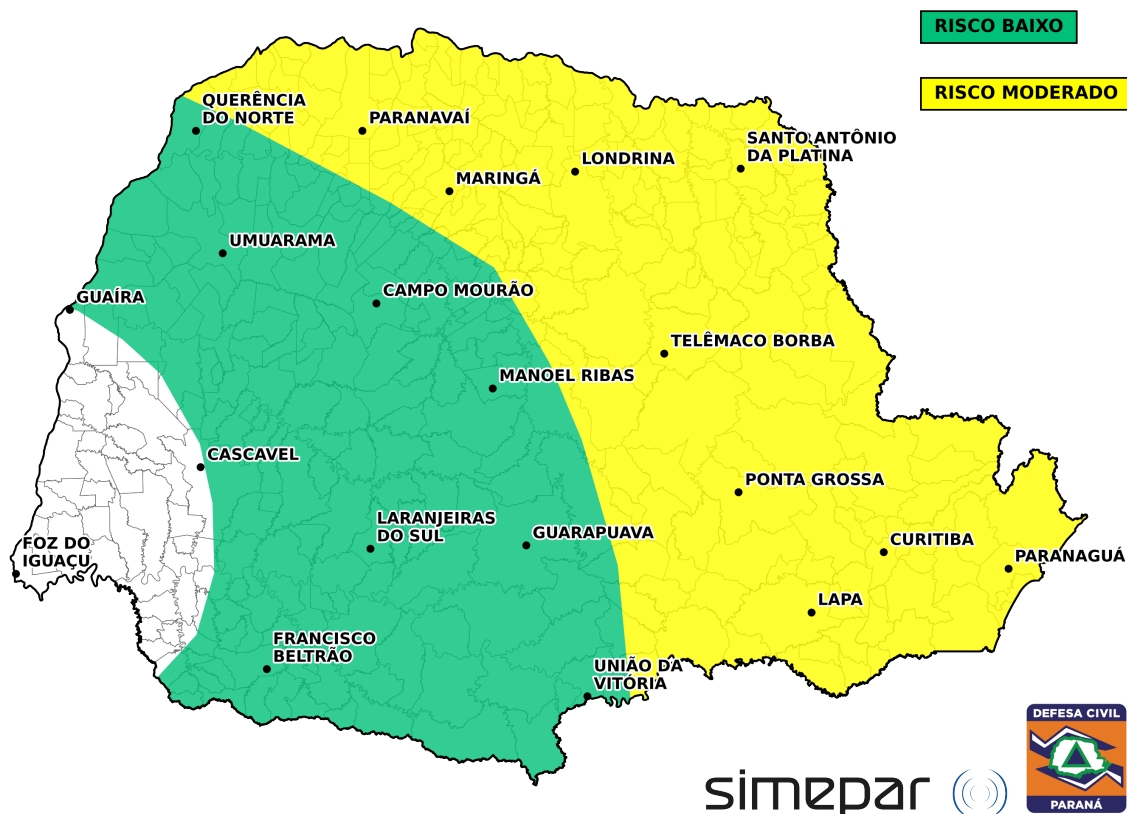 RISCO BAIXO
RISCO MODERADO
QUERÊNCIA
DO NORTE
PARANAVAÍ
SANTO ANTÔNIO
DA PLATINA
LONDRINA
MARINGÁ
UMUARAMA
CAMPO MOURÃO
GUAÍRA
TELÊMACO BORBA
MANOEL RIBAS
CASCAVEL
PONTA GROSSA
LARANJEIRAS
DO SUL
GUARAPUAVA
CURITIBA
FOZ DO
IGUAÇU
PARANAGUÁ
LAPA
FRANCISCO
BELTRÃO
UNIÃO DA
VITÓRIA
DEFESA CIVIL
PARANÁ
simepar